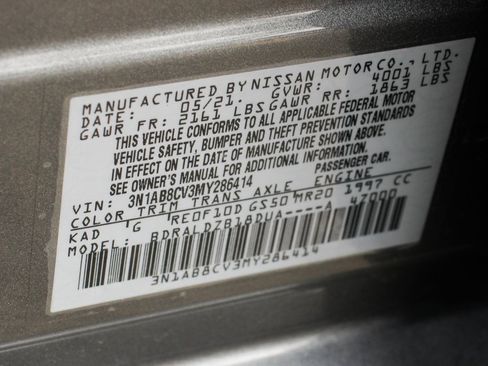 MANUFACTURED BY NISSAN MOTOR CO., LTD.
DATE: 05/21. GVWR: 4001 LBS
GAWR FR: 2161 LBS GAWR RR: 1863 LBS
THIS VEHICLE CONFORMS TO ALL APPLICABLE FEDERAL MOTOR
VEHICLE SAFETY, BUMPER AND THEFT PREVENTION STANDARDS
IN EFFECT ON THE DATE OF MANUFACTURE SHOWN ABOVE.
SEE OWNER'S MANUAL FOR ADDITIONAL INFORMATION.
VIN: 3N1AB8CV3MY286414 PASSENGER CAR.
COLOR TRIM TRANS AXLE ENGINE
KAD G RE0F10D GS50 MR20 1997 CC
MODEL: BDRALDZB18DUA----A 47000
3N1AB8CV3MY286414